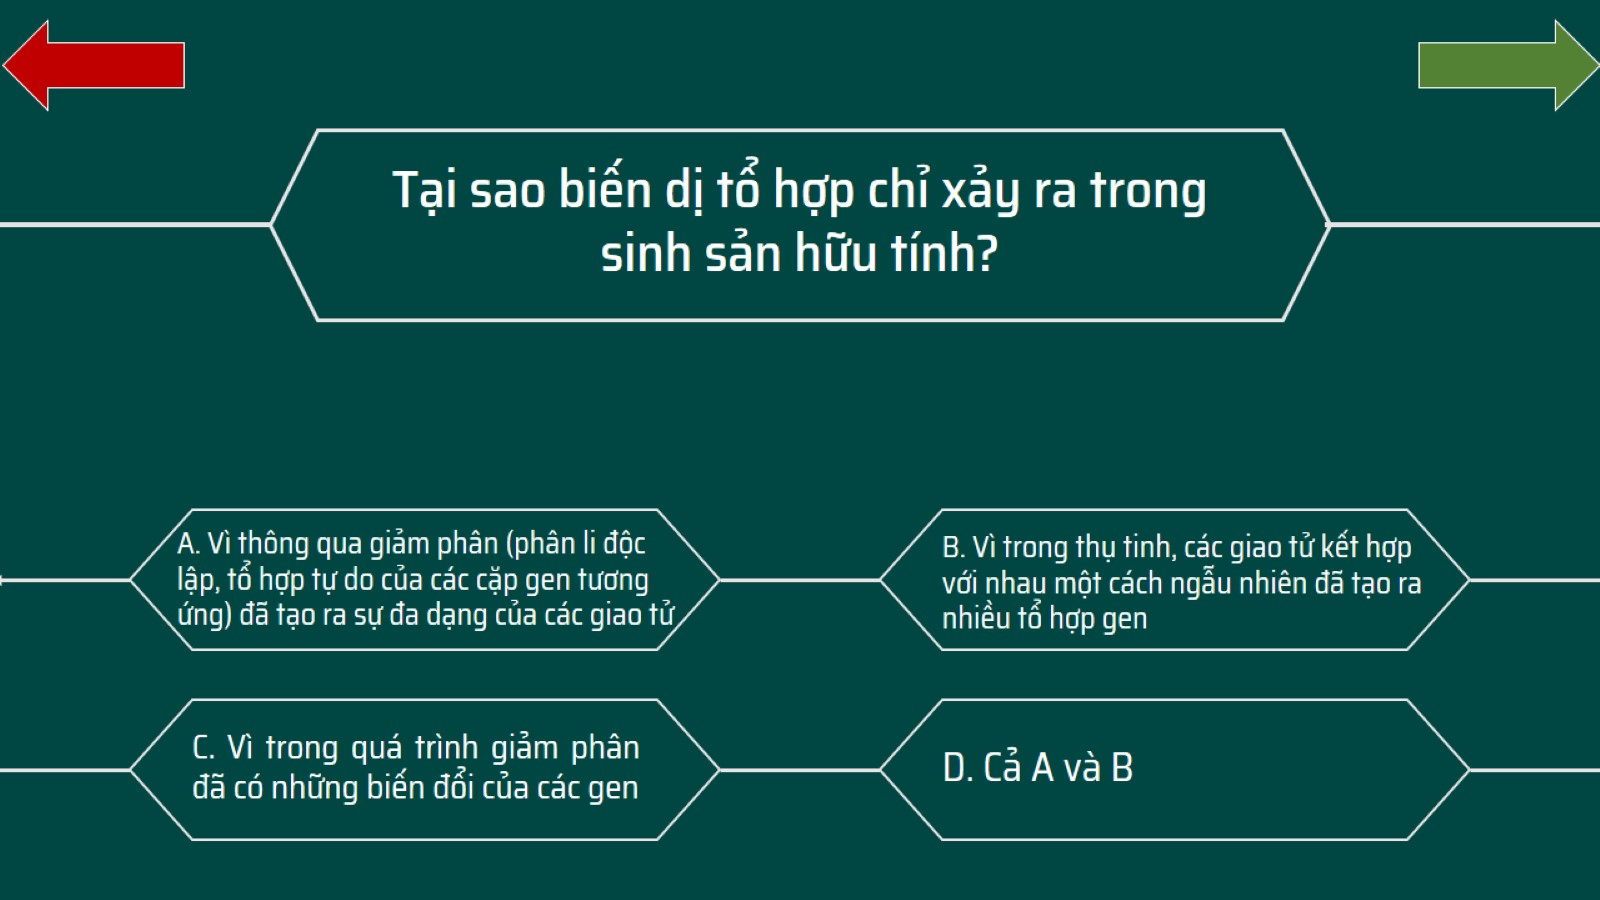 Tại sao biến dị tổ hợp chỉ xảy ra trong
sinh sản hữu tính?
A. Vì thông qua giảm phân (phân li độc
lập, tổ hợp tự do của các cặp gen tương
ứng) đã tạo ra sự đa dạng của các giao tử
B. Vì trong thụ tinh, các giao tử kết hợp
với nhau một cách ngẫu nhiên đã tạo ra
nhiều tổ hợp gen
C. Vì trong quá trình giảm phân
đã có những biến đổi của các gen
D. Cả A và B